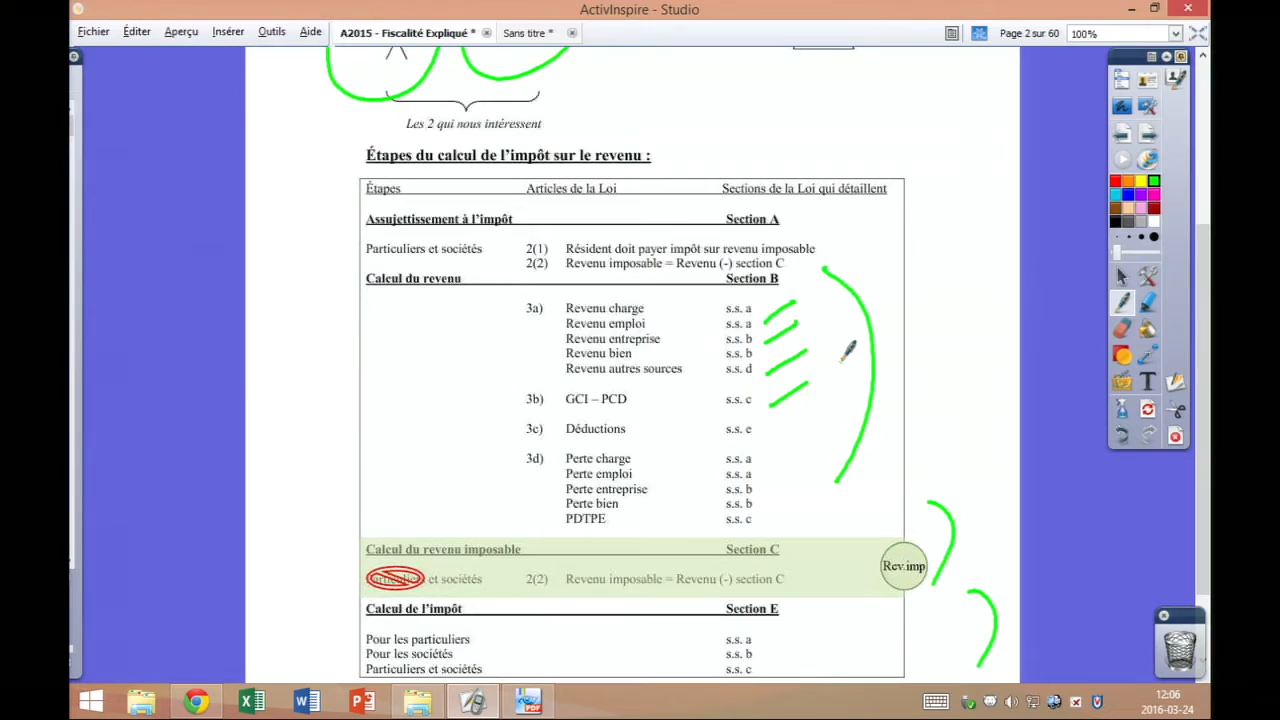 ActivInspire - Studio
Fichier Éditer Aperçu Insérer Outils Aide A2015 - Fiscalité Expliqué * Sans titre * Page 2 sur 60 100%
Les 2 qui nous intéressent
Étapes du calcul de l'impôt sur le revenu :
Étapes Articles de la Loi Sections de la Loi qui détaillent
Assujettissement à l'impôt Section A
Particuliers et sociétés 2(1) Résident doit payer impôt sur revenu imposable
2(2) Revenu imposable = Revenu (-) section C
Calcul du revenu Section B
3a) Revenu charge s.s. a
Revenu emploi s.s. a
Revenu entreprise s.s. b
Revenu bien s.s. b
Revenu autres sources s.s. d
3b) GCI – PCD s.s. c
3c) Déductions s.s. e
3d) Perte charge s.s. a
Perte emploi s.s. a
Perte entreprise s.s. b
Perte bien s.s. b
PDTPE s.s. c
Calcul du revenu imposable Section C
Rev.imp
Particuliers et sociétés 2(2) Revenu imposable = Revenu (-) section C
Calcul de l'impôt Section E
Pour les particuliers s.s. a
Pour les sociétés s.s. b
Particuliers et sociétés s.s. c
12:06
2016-03-24